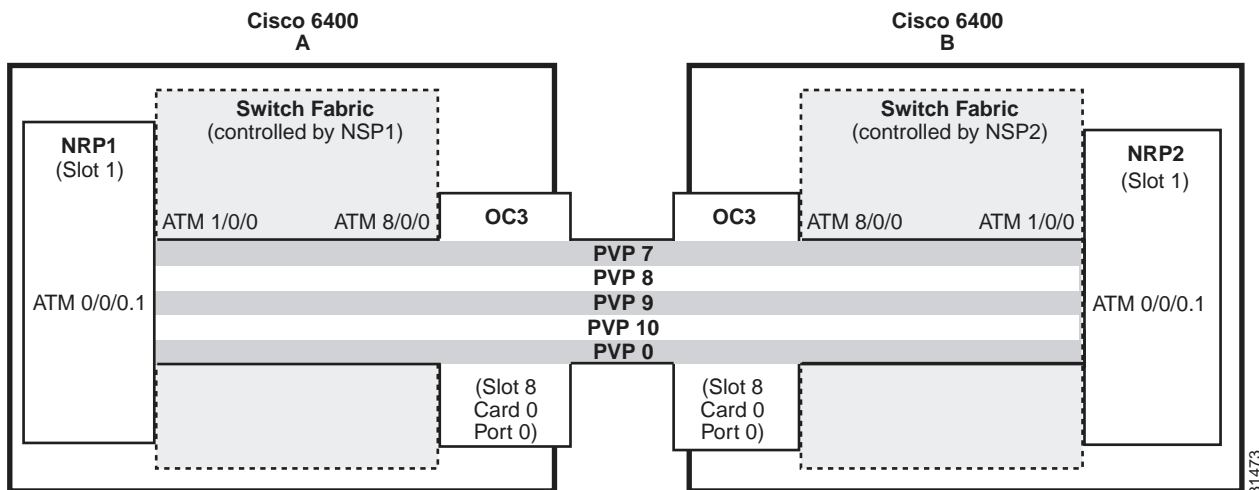 Cisco 6400
A
Cisco 6400
B
Switch Fabric
(controlled by NSP1)
Switch Fabric
(controlled by NSP2)
NRP1
(Slot 1)
NRP2
(Slot 1)
ATM 1/0/0
ATM 8/0/0
OC3
OC3
ATM 8/0/0
ATM 1/0/0
PVP 7
PVP 8
ATM 0/0/0.1
PVP 9
ATM 0/0/0.1
PVP 10
PVP 0
(Slot 8
Card 0
Port 0)
(Slot 8
Card 0
Port 0)